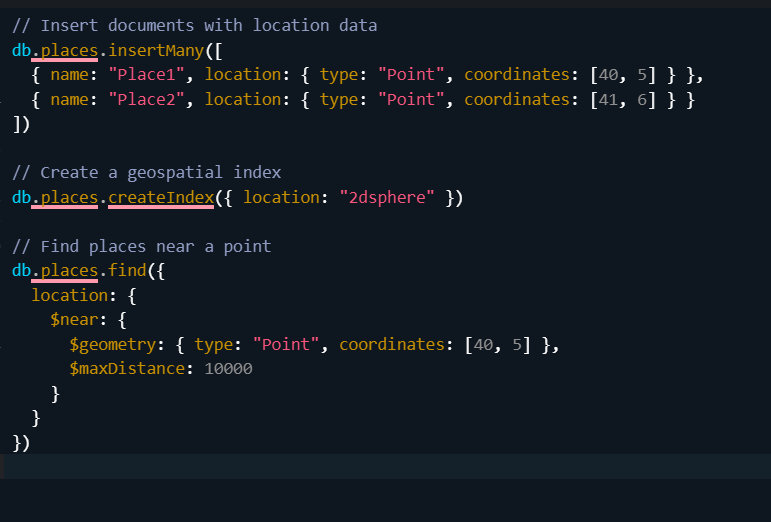 // Insert documents with location data
db.places.insertMany([
  { name: "Place1", location: { type: "Point", coordinates: [40, 5] } },
  { name: "Place2", location: { type: "Point", coordinates: [41, 6] } }
])

// Create a geospatial index
db.places.createIndex({ location: "2dsphere" })

// Find places near a point
db.places.find({
  location: {
    $near: {
      $geometry: { type: "Point", coordinates: [40, 5] },
      $maxDistance: 10000
    }
  }
})